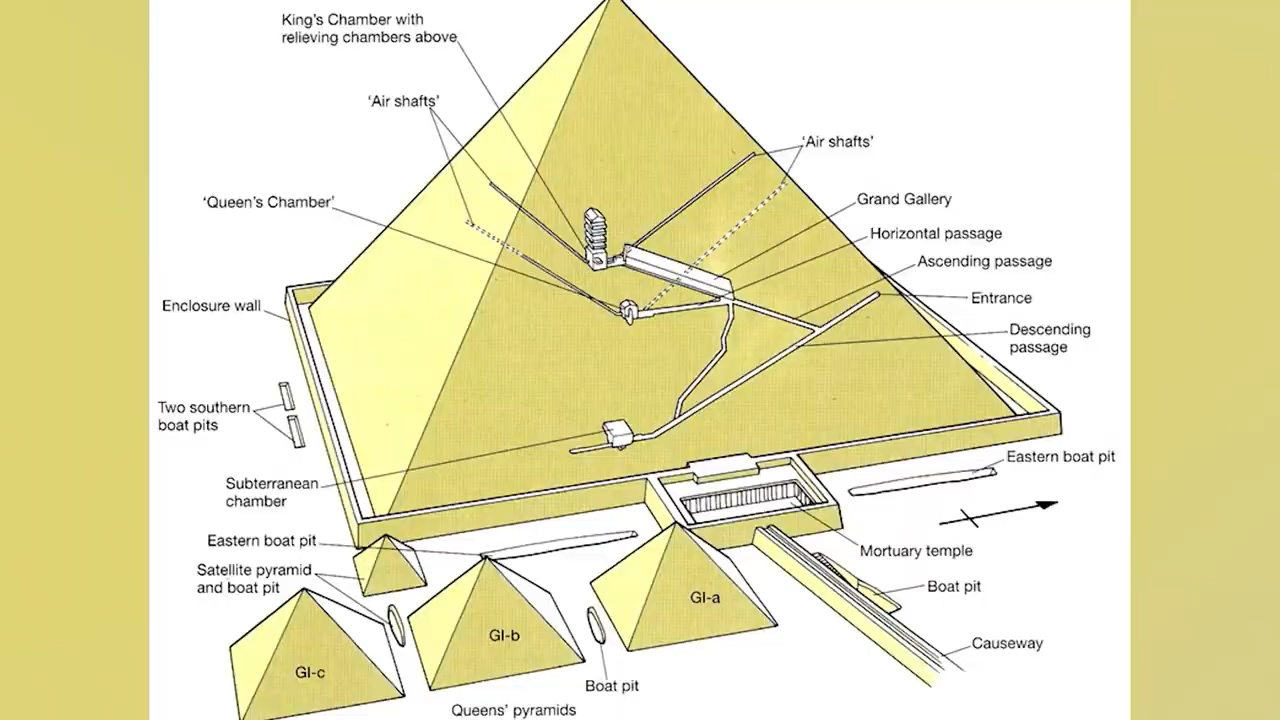 King's Chamber with
relieving chambers above
'Air shafts'
'Air shafts'
'Queen's Chamber'
Grand Gallery
Horizontal passage
Ascending passage
Entrance
Enclosure wall
Descending
passage
Two southern
boat pits
Eastern boat pit
Subterranean
chamber
Eastern boat pit
Mortuary temple
Satellite pyramid
and boat pit
Boat pit
GI-a
GI-b
Causeway
GI-c
Boat pit
Queens' pyramids